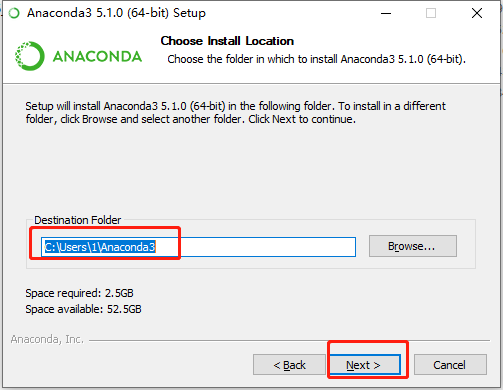 Anaconda3 5.1.0 (64-bit) Setup
ANACONDA
Choose Install Location
Choose the folder in which to install Anaconda3 5.1.0 (64-bit).
Setup will install Anaconda3 5.1.0 (64-bit) in the following folder. To install in a different
folder, click Browse and select another folder. Click Next to continue.
Destination Folder
C:\Users\1\Anaconda3
Browse...
Space required: 2.5GB
Space available: 52.5GB
Anaconda, Inc.
< Back
Next >
Cancel